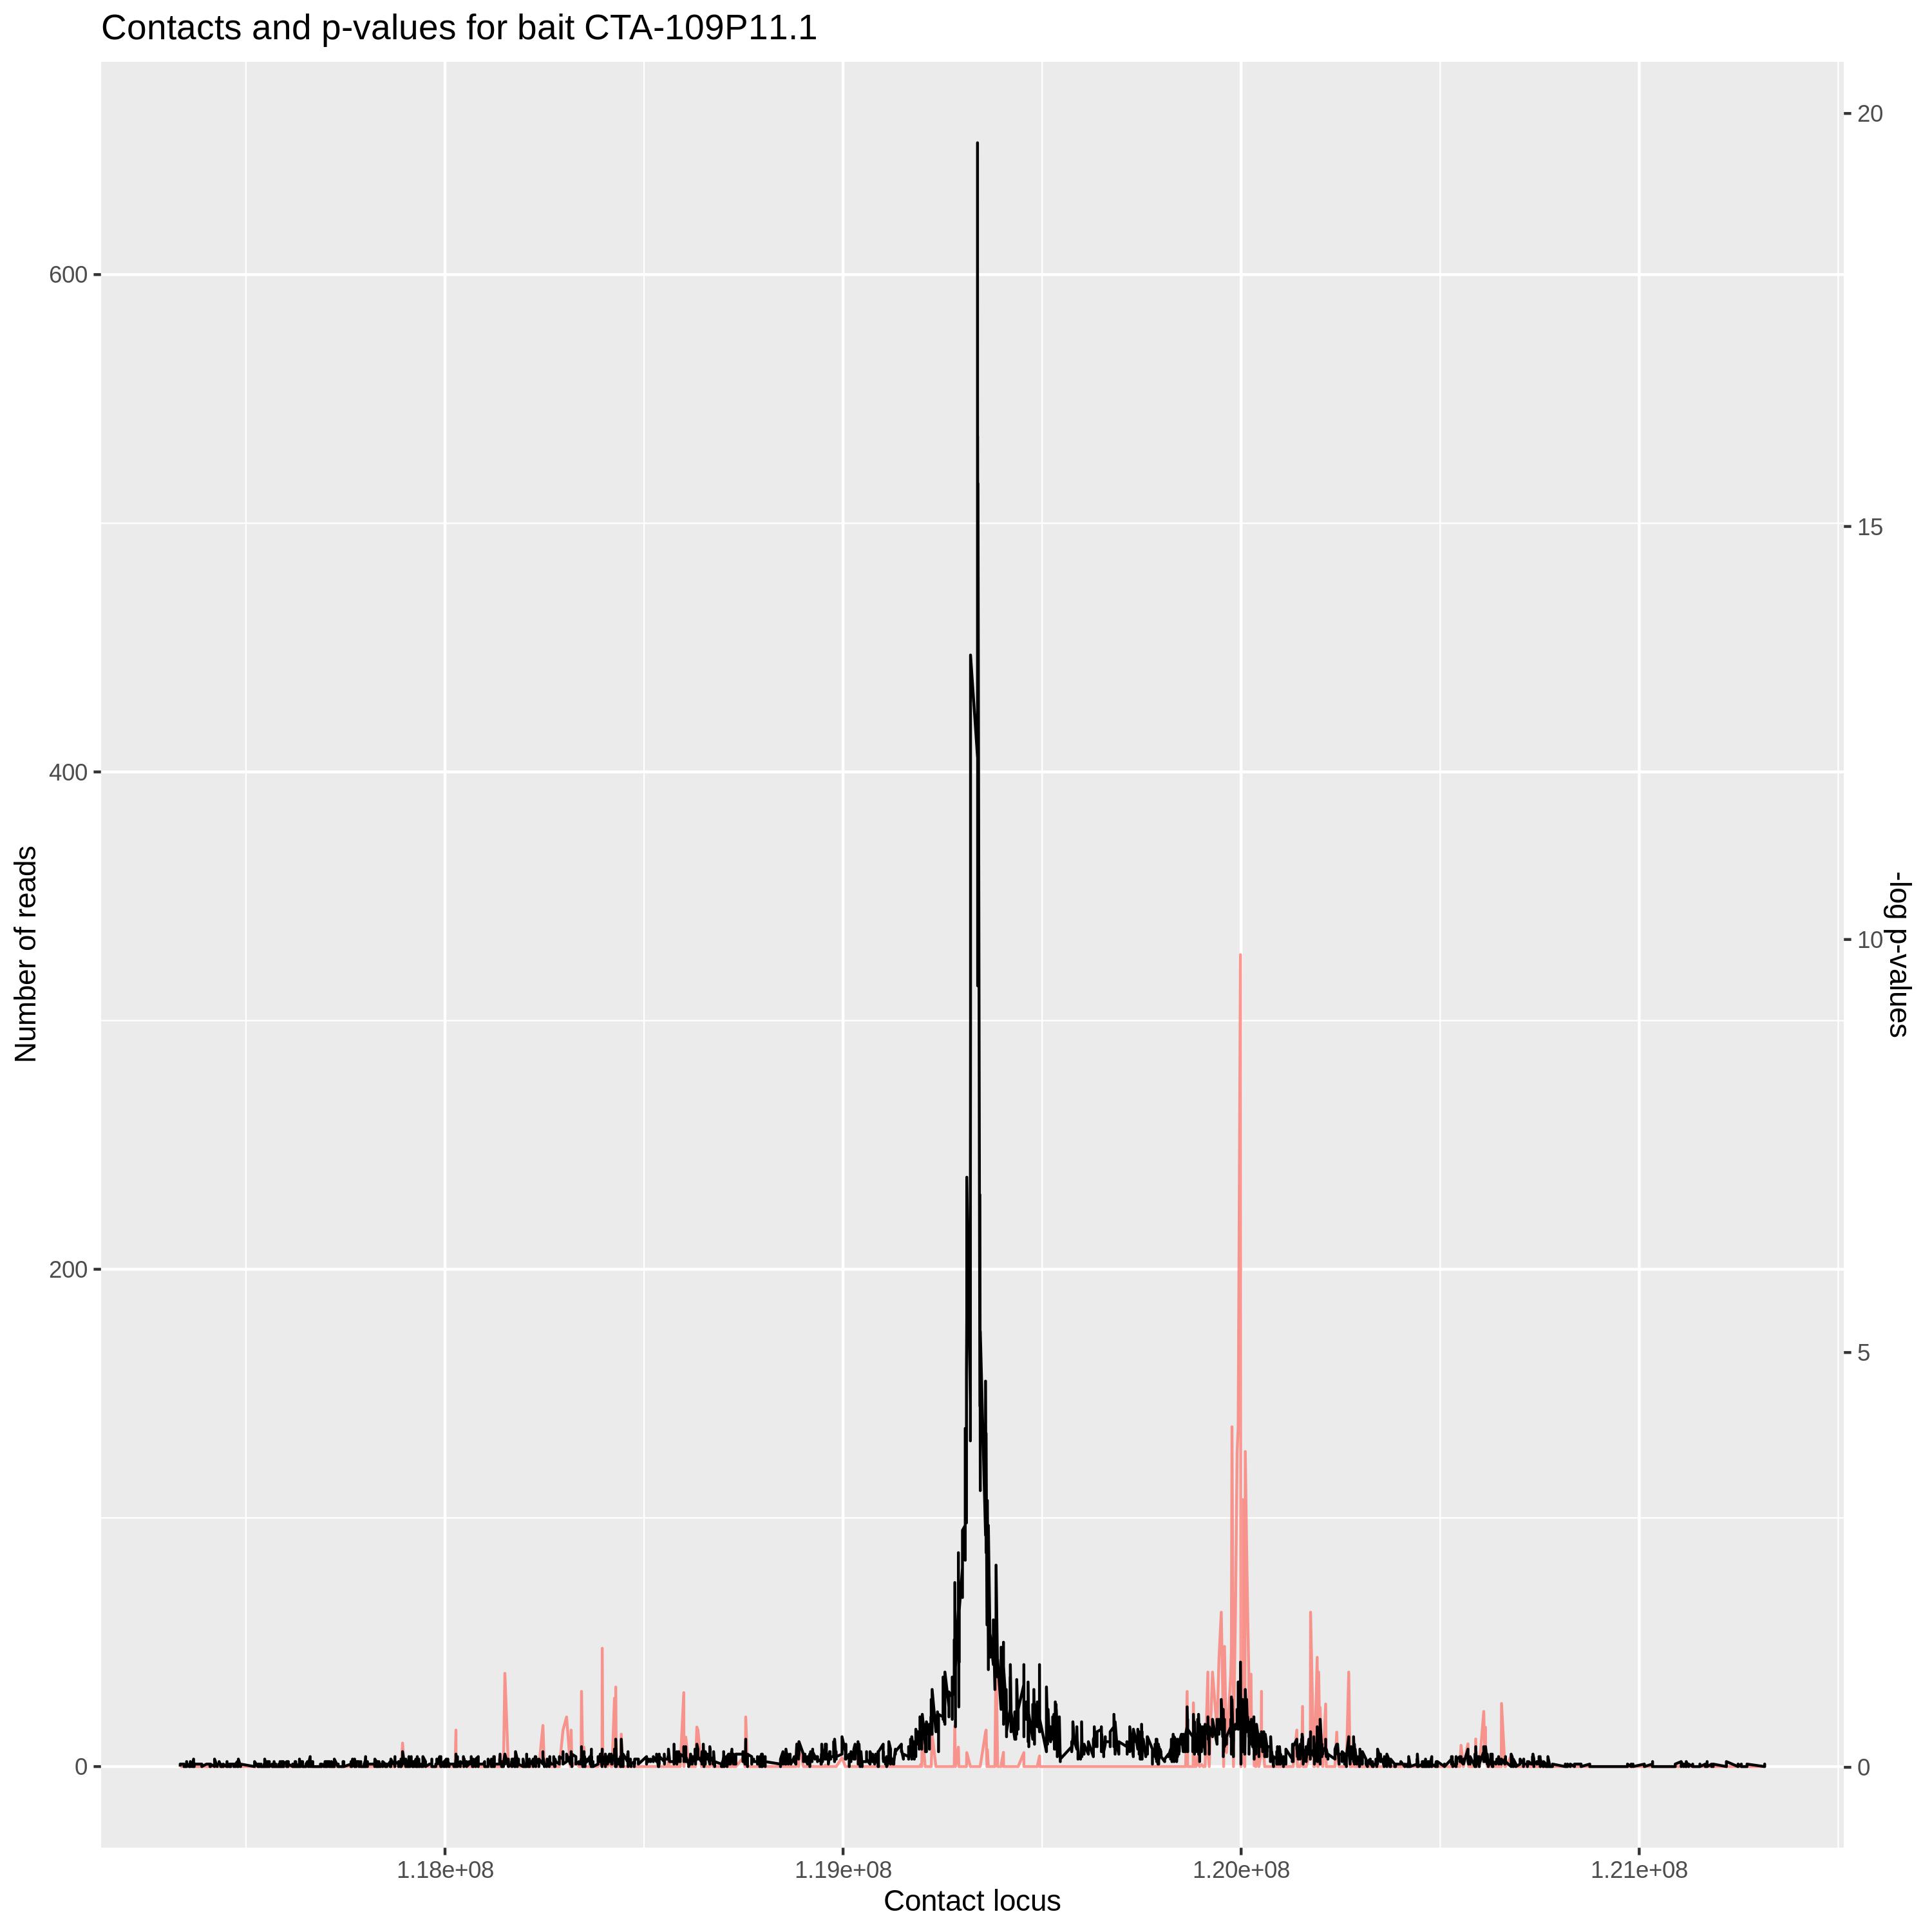 Contacts and p-values for bait CTA-109P11.1
600
400
200
0
Number of reads
20
15
10
5
0
-log p-values
1.18e+08
1.19e+08
1.20e+08
1.21e+08
Contact locus